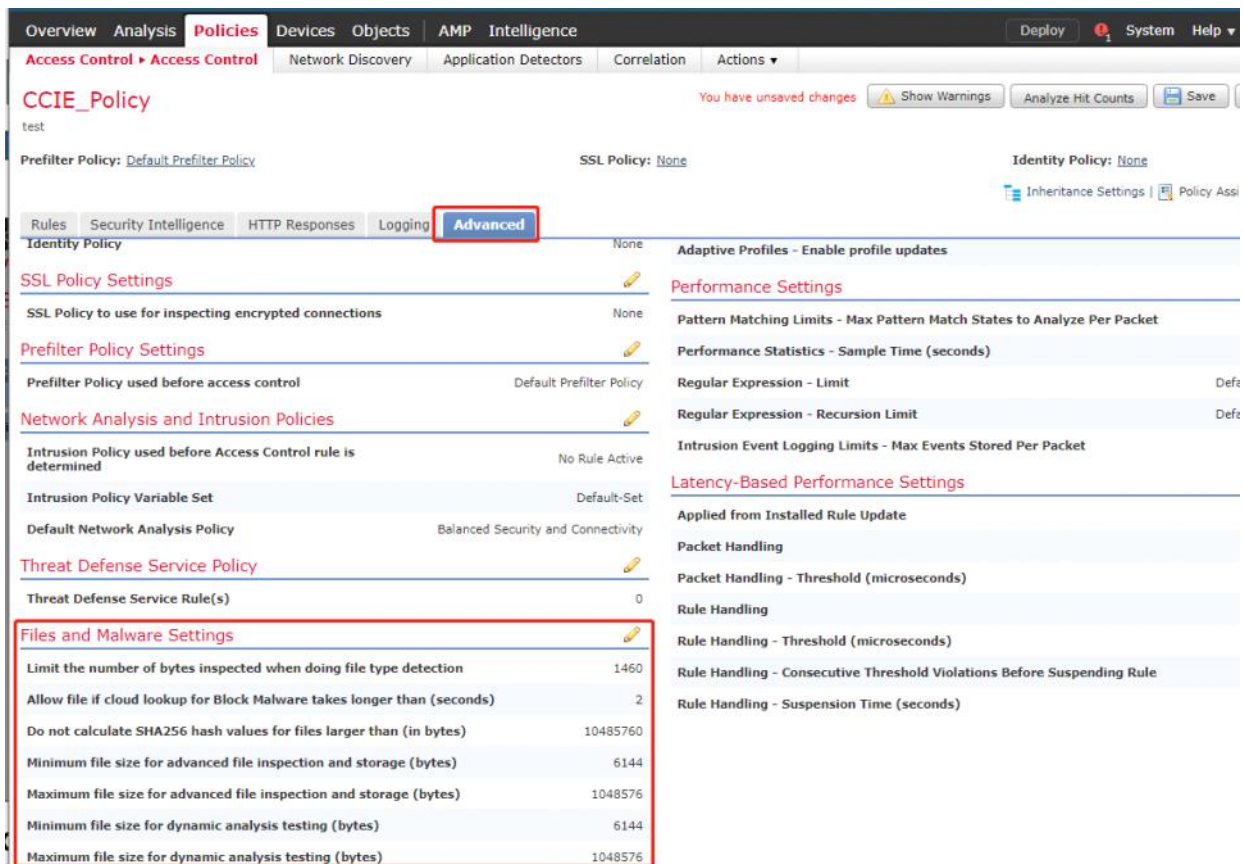 Overview Analysis Policies Devices Objects AMP Intelligence Deploy 1 System Help ▾
Access Control ▸ Access Control Network Discovery Application Detectors Correlation Actions ▾
CCIE_Policy
You have unsaved changes Show Warnings Analyze Hit Counts Save
test
Prefilter Policy: Default Prefilter Policy SSL Policy: None Identity Policy: None
Inheritance Settings | Policy Assi
Rules Security Intelligence HTTP Responses Logging Advanced
Identity Policy None
SSL Policy Settings
SSL Policy to use for inspecting encrypted connections None
Prefilter Policy Settings
Prefilter Policy used before access control Default Prefilter Policy
Network Analysis and Intrusion Policies
Intrusion Policy used before Access Control rule is
determined No Rule Active
Intrusion Policy Variable Set Default-Set
Default Network Analysis Policy Balanced Security and Connectivity
Threat Defense Service Policy
Threat Defense Service Rule(s) 0
Files and Malware Settings
Limit the number of bytes inspected when doing file type detection 1460
Allow file if cloud lookup for Block Malware takes longer than (seconds) 2
Do not calculate SHA256 hash values for files larger than (in bytes) 10485760
Minimum file size for advanced file inspection and storage (bytes) 6144
Maximum file size for advanced file inspection and storage (bytes) 1048576
Minimum file size for dynamic analysis testing (bytes) 6144
Maximum file size for dynamic analysis testing (bytes) 1048576
Adaptive Profiles - Enable profile updates
Performance Settings
Pattern Matching Limits - Max Pattern Match States to Analyze Per Packet
Performance Statistics - Sample Time (seconds)
Regular Expression - Limit Defa
Regular Expression - Recursion Limit Defa
Intrusion Event Logging Limits - Max Events Stored Per Packet
Latency-Based Performance Settings
Applied from Installed Rule Update
Packet Handling
Packet Handling - Threshold (microseconds)
Rule Handling
Rule Handling - Threshold (microseconds)
Rule Handling - Consecutive Threshold Violations Before Suspending Rule
Rule Handling - Suspension Time (seconds)